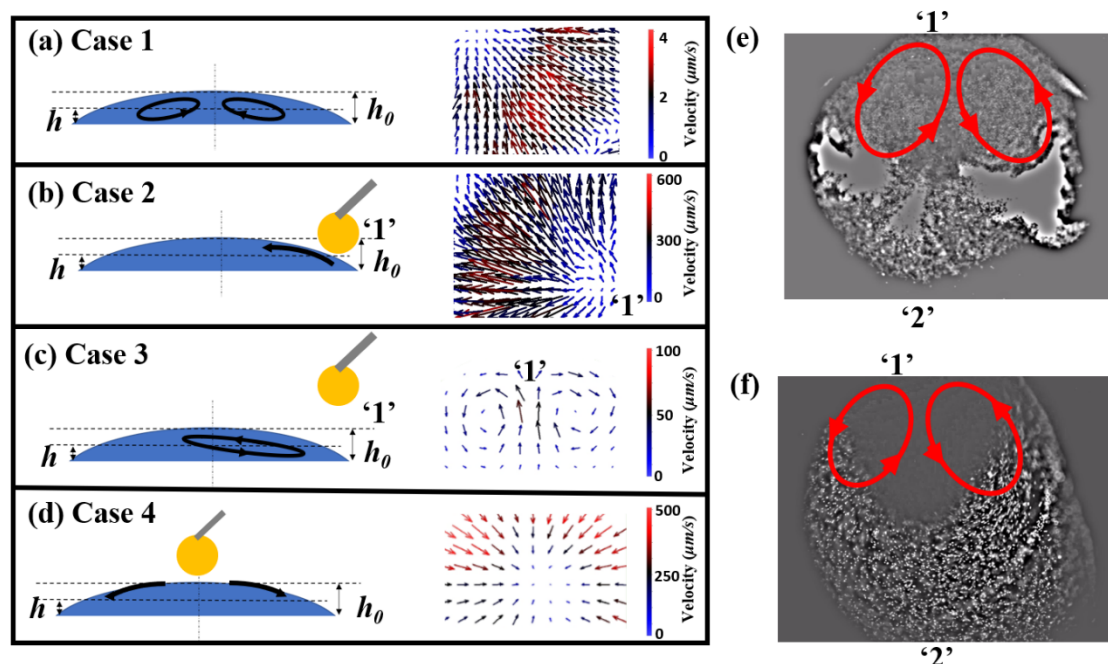 (a) Case 1
h
h0
4
2
0
Velocity (μm/s)
(b) Case 2
‘1’
h
h0
‘1’
600
300
0
Velocity (μm/s)
(c) Case 3
‘1’
h
h0
‘1’
100
50
0
Velocity (μm/s)
(d) Case 4
h
h0
500
250
0
Velocity (μm/s)
(e)
‘1’
‘2’
(f)
‘1’
‘2’